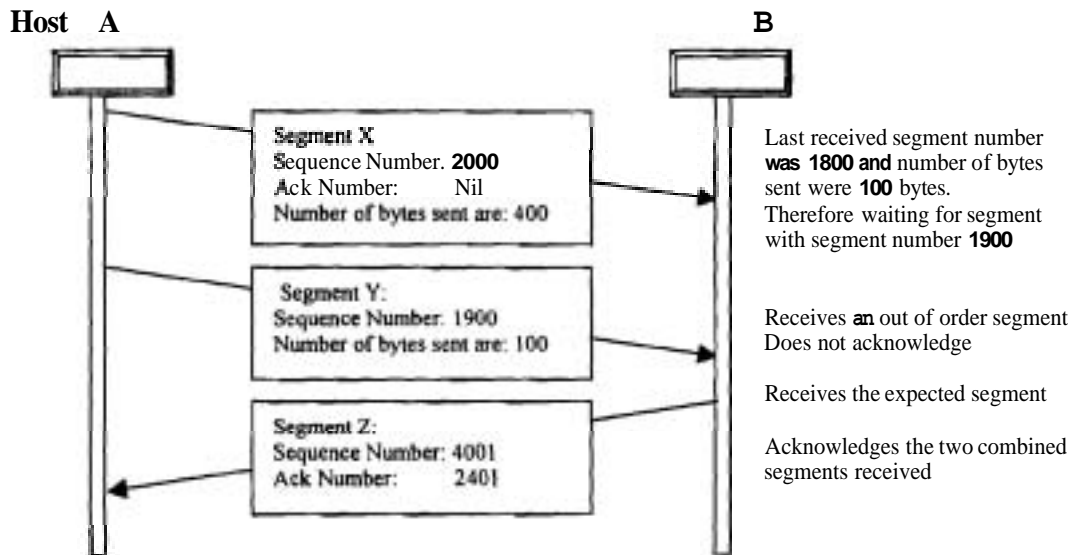 Host A
B
Segment X
Sequence Number. 2000
Ack Number: Nil
Number of bytes sent are: 400
Last received segment number
was 1800 and number of bytes
sent were 100 bytes.
Therefore waiting for segment
with segment number 1900
Segment Y:
Sequence Number. 1900
Number of bytes sent are: 100
Receives an out of order segment
Does not acknowledge
Receives the expected segment
Segment Z:
Sequence Number: 4001
Ack Number: 2401
Acknowledges the two combined
segments received